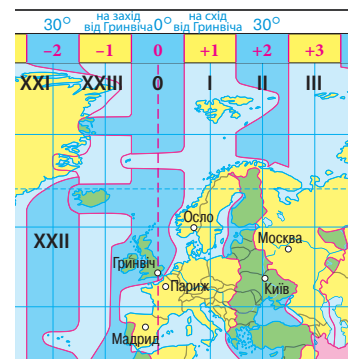 30° на захід від Гринвіча 0° на схід від Гринвіча 30°
–2 –1 0 +1 +2 +3
XXI XXIII 0 I II III
Осло
XXII
Москва
Гринвіч
Париж
Київ
Мадрид